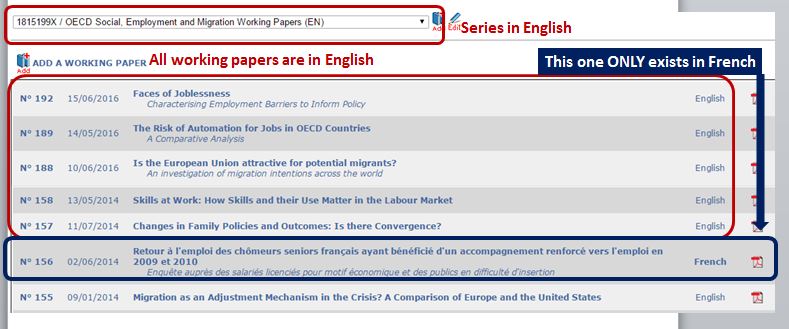 1815199X / OECD Social, Employment and Migration Working Papers (EN)
Add Edit
Series in English
Add
ADD A WORKING PAPER
All working papers are in English
This one ONLY exists in French
N° 192 15/06/2016 Faces of Joblessness English
Characterising Employment Barriers to Inform Policy
N° 189 14/05/2016 The Risk of Automation for Jobs in OECD Countries English
A Comparative Analysis
N° 188 10/06/2016 Is the European Union attractive for potential migrants? English
An investigation of migration intentions across the world
N° 158 13/05/2014 Skills at Work: How Skills and their Use Matter in the Labour Market English
N° 157 11/07/2014 Changes in Family Policies and Outcomes: Is there Convergence? English
N° 156 02/06/2014 Retour à l'emploi des chômeurs seniors français ayant bénéficié d'un accompagnement renforcé vers l'emploi en French
2009 et 2010
Enquête auprès des salariés licenciés pour motif économique et des publics en difficulté d'insertion
N° 155 09/01/2014 Migration as an Adjustment Mechanism in the Crisis? A Comparison of Europe and the United States English